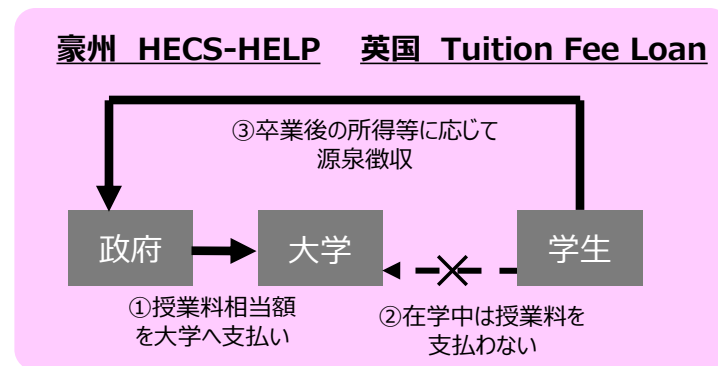 豪州 HECS-HELP 英国 Tuition Fee Loan
③卒業後の所得等に応じて
源泉徴収
政府
大学
学生
①授業料相当額
を大学へ支払い
②在学中は授業料を
支払わない